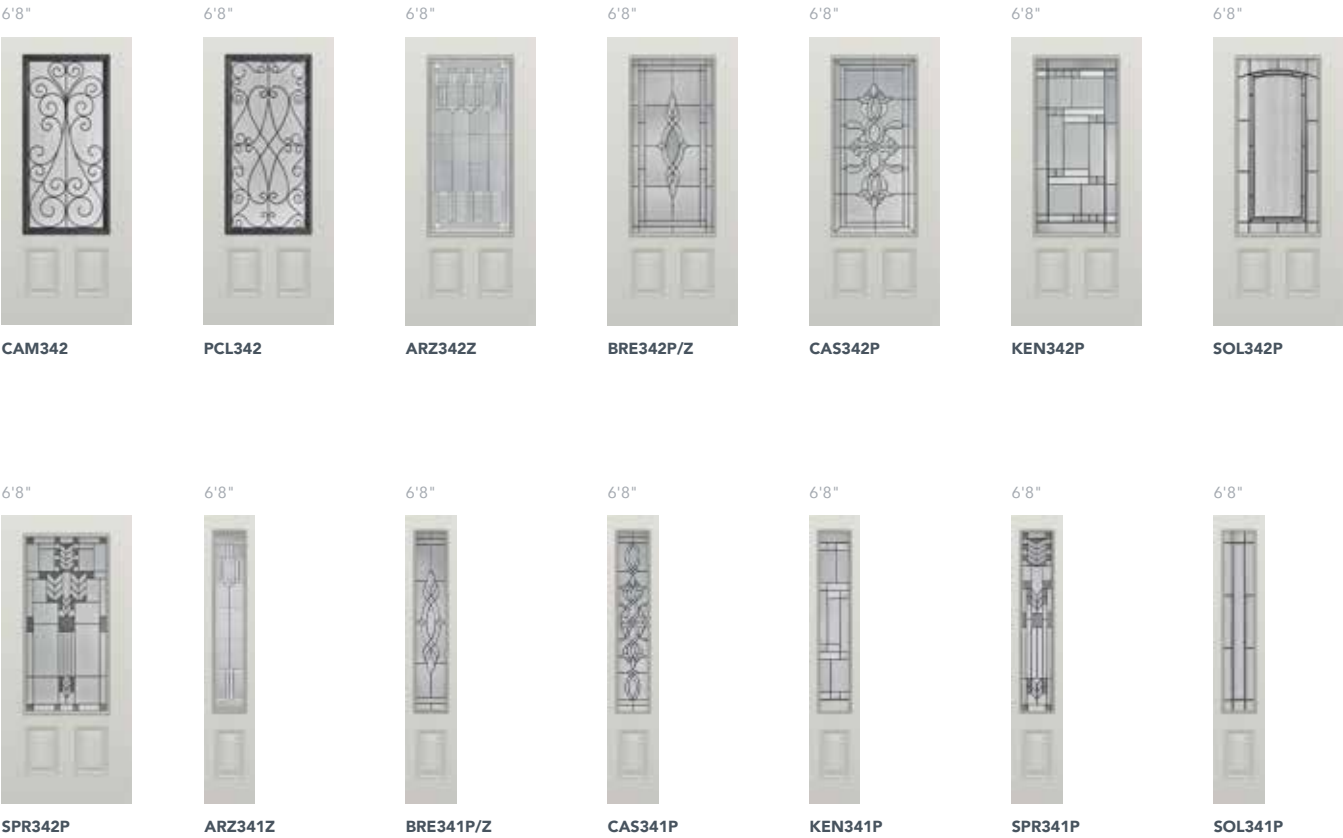 6'8" 6'8" 6'8" 6'8" 6'8" 6'8" 6'8"
CAM342 PCL342 ARZ342Z BRE342P/Z CAS342P KEN342P SOL342P
6'8" 6'8" 6'8" 6'8" 6'8" 6'8" 6'8"
SPR342P ARZ341Z BRE341P/Z CAS341P KEN341P SPR341P SOL341P